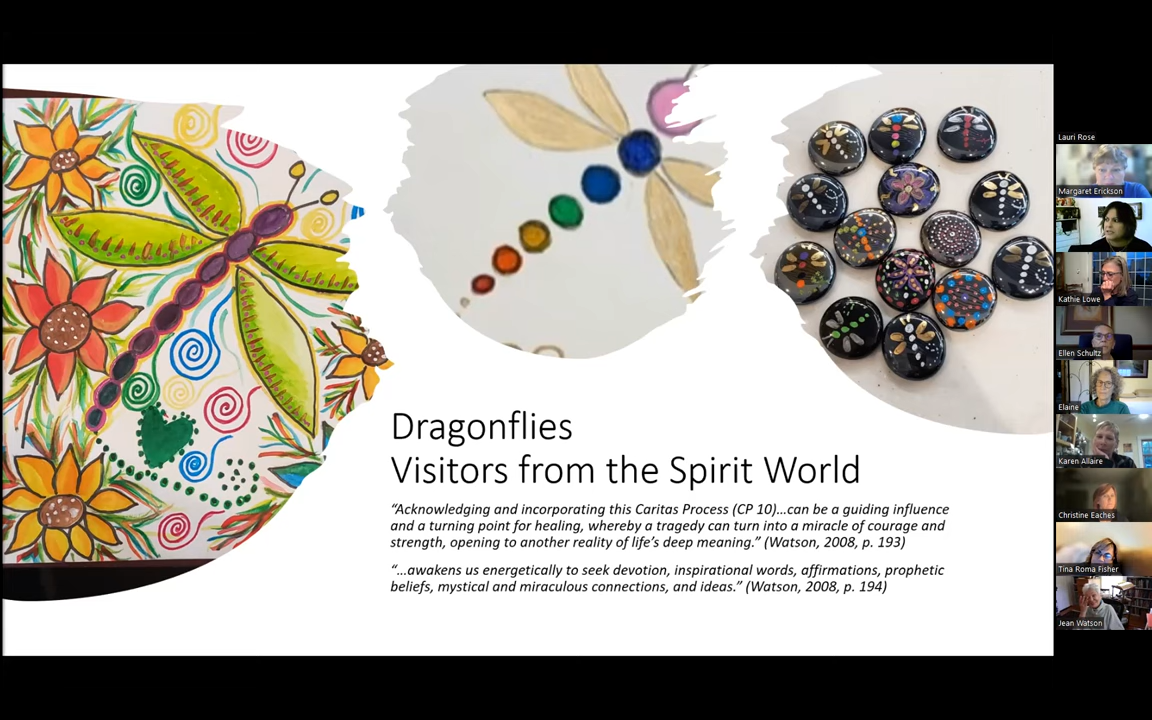 Dragonflies
Visitors from the Spirit World
“Acknowledging and incorporating this Caritas Process (CP 10)...can be a guiding influence
and a turning point for healing, whereby a tragedy can turn into a miracle of courage and
strength, opening to another reality of life’s deep meaning.” (Watson, 2008, p. 193)
“...awakens us energetically to seek devotion, inspirational words, affirmations, prophetic
beliefs, mystical and miraculous connections, and ideas.” (Watson, 2008, p. 194)
Lauri Rose
Margaret Erickson
Kathie Lowe
Ellen Schultz
Elaine
Karen Allaire
Christine Eaches
Tina Roma Fisher
Jean Watson